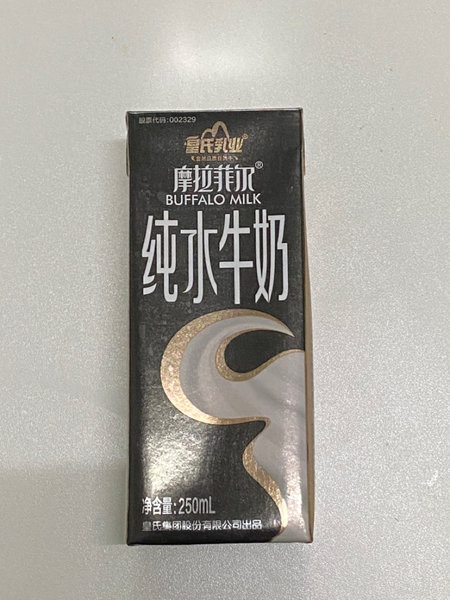 股票代码:002329
皇氏乳业®
摩拉菲尔®
BUFFALO MILK
纯水牛奶
净含量:250mL
皇氏集团股份有限公司出品